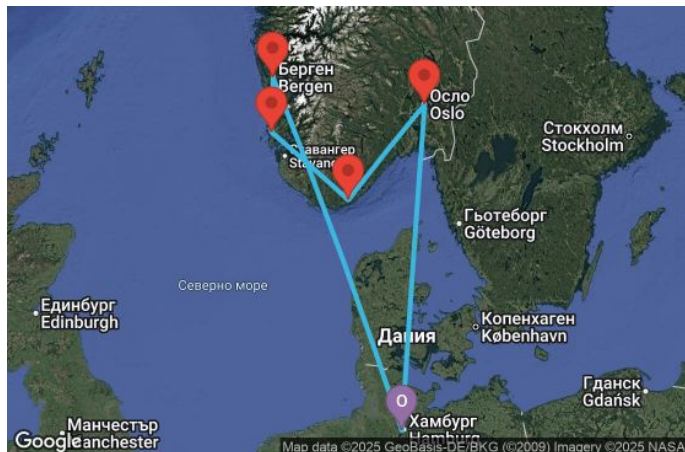 Берген
Bergen
Осло
Oslo
Стокхолм
Stockholm
Гьотеборг
Göteborg
Северно море
Единбург
Edinburgh
Копенхаген
København
Дания
Гданск
Gdańsk
O
Хамбург
Hamburg
Манчестър
Manchester
Google
Map data ©2025 GeoBasis-DE/BKG (©2009) Imagery ©2025 NASA